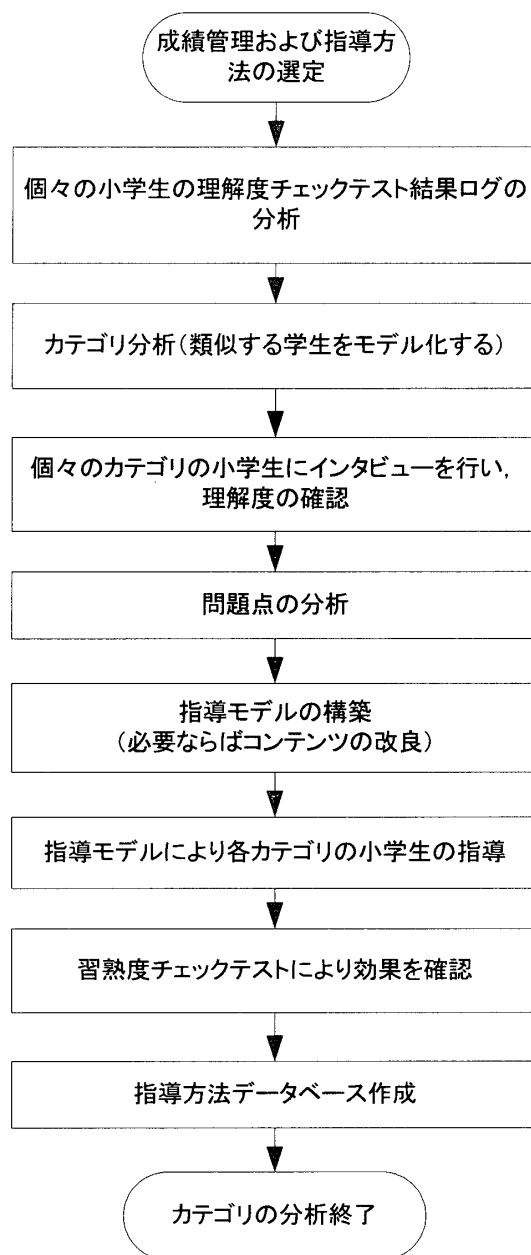 成績管理および指導方
法の選定
個々の小学生の理解度チェックテスト結果ログの
分析
カテゴリ分析(類似する学生をモデル化する)
個々のカテゴリの小学生にインタビューを行い,
理解度の確認
問題点の分析
指導モデルの構築
(必要ならばコンテンツの改良)
指導モデルにより各カテゴリの小学生の指導
習熟度チェックテストにより効果を確認
指導方法データベース作成
カテゴリの分析終了